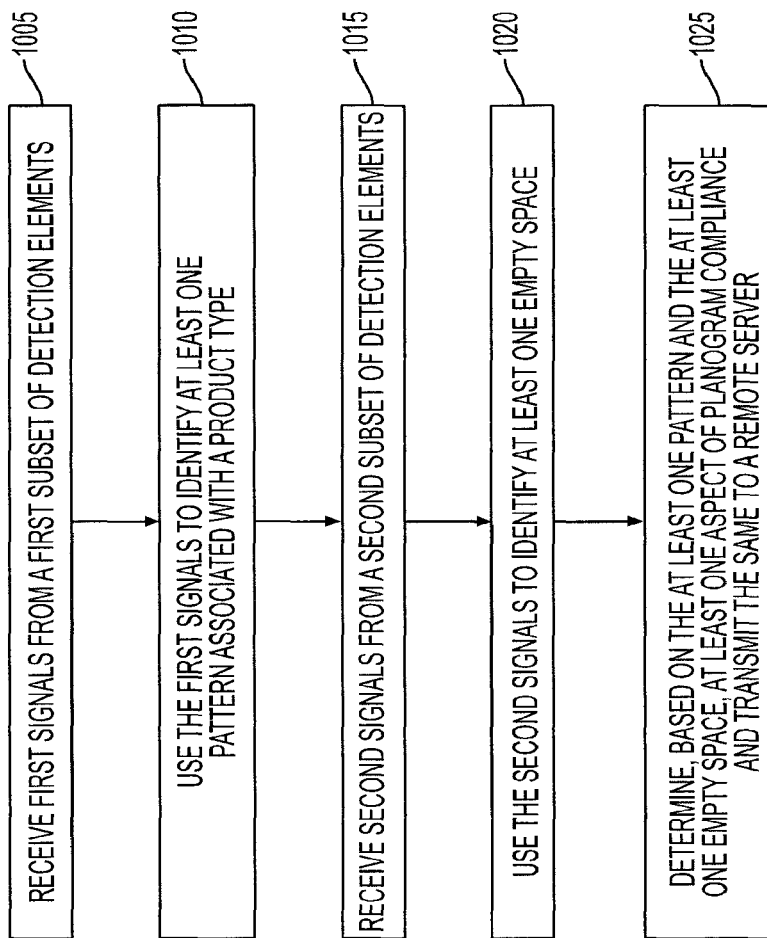 RECEIVE FIRST SIGNALS FROM A FIRST SUBSET OF DETECTION ELEMENTS
1005
USE THE FIRST SIGNALS TO IDENTIFY AT LEAST ONE
PATTERN ASSOCIATED WITH A PRODUCT TYPE
1010
RECEIVE SECOND SIGNALS FROM A SECOND SUBSET OF DETECTION ELEMENTS
1015
USE THE SECOND SIGNALS TO IDENTIFY AT LEAST ONE EMPTY SPACE
1020
DETERMINE, BASED ON THE AT LEAST ONE PATTERN AND THE AT LEAST
ONE EMPTY SPACE, AT LEAST ONE ASPECT OF PLANOGRAM COMPLIANCE
AND TRANSMIT THE SAME TO A REMOTE SERVER
1025